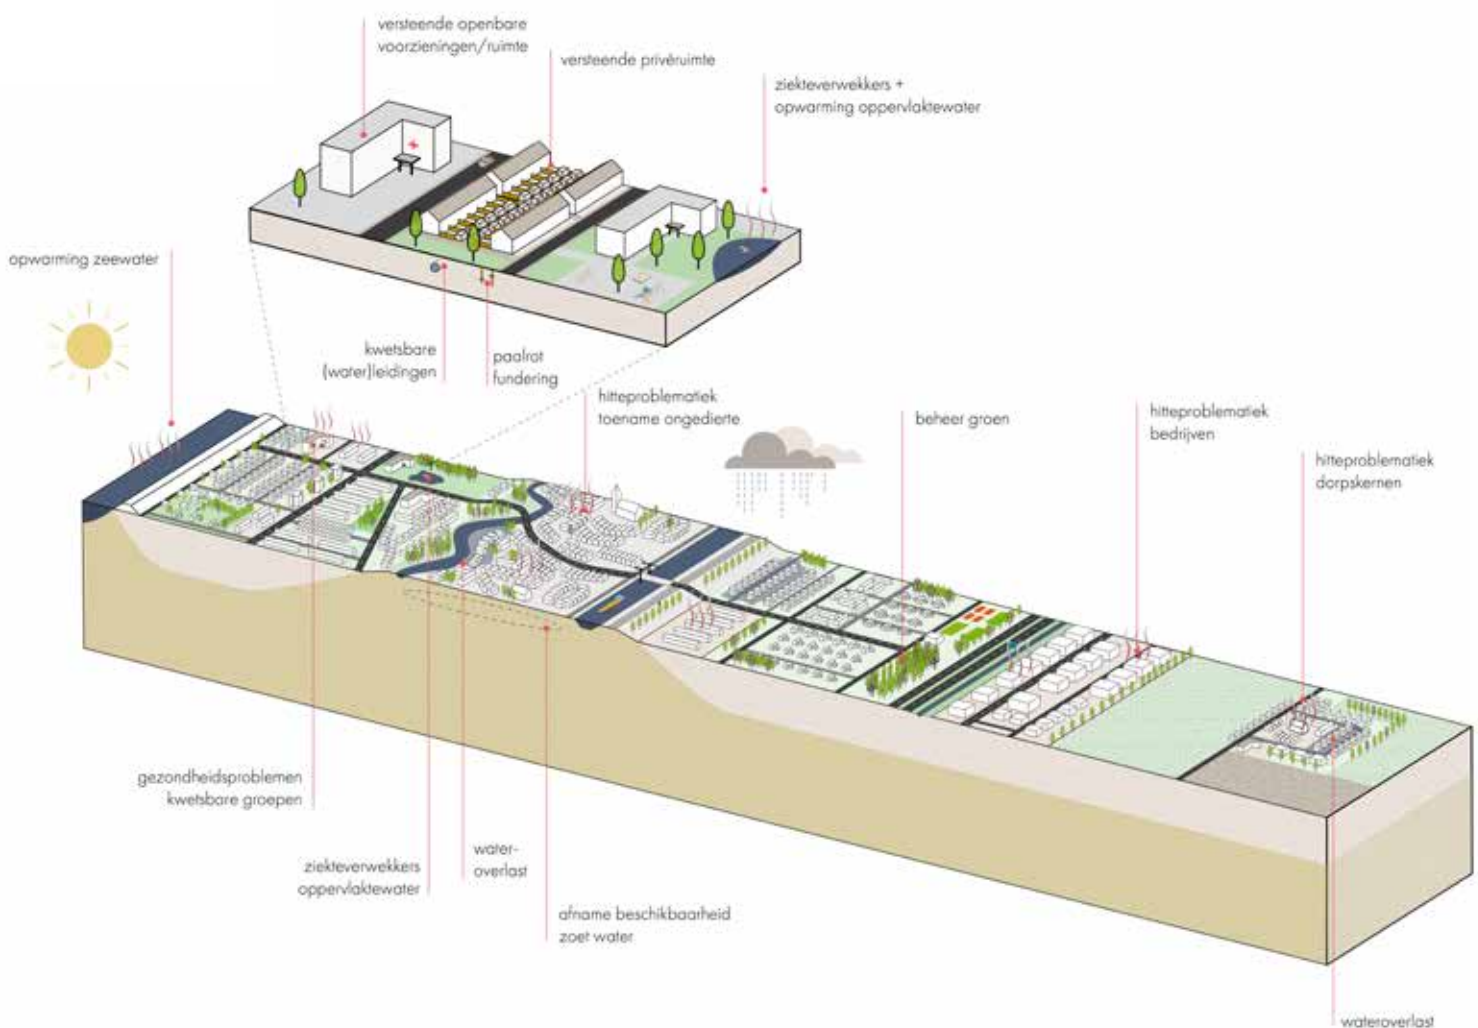 versteende openbare
voorzieningen/ruimte
versteende privéruimte
ziekteverwekkers +
opwarming oppervlaktewater
opwarming zeewater
kwetsbare
(water)leidingen
paalrot
fundering
hitteproblematiek
toename ongedierte
beheer groen
hitteproblematiek
bedrijven
hitteproblematiek
dorpskernen
gezondheidsproblemen
kwetsbare groepen
ziekteverwekkers
oppervlaktewater
water-
overlast
afname beschikbaarheid
zoet water
wateroverlast